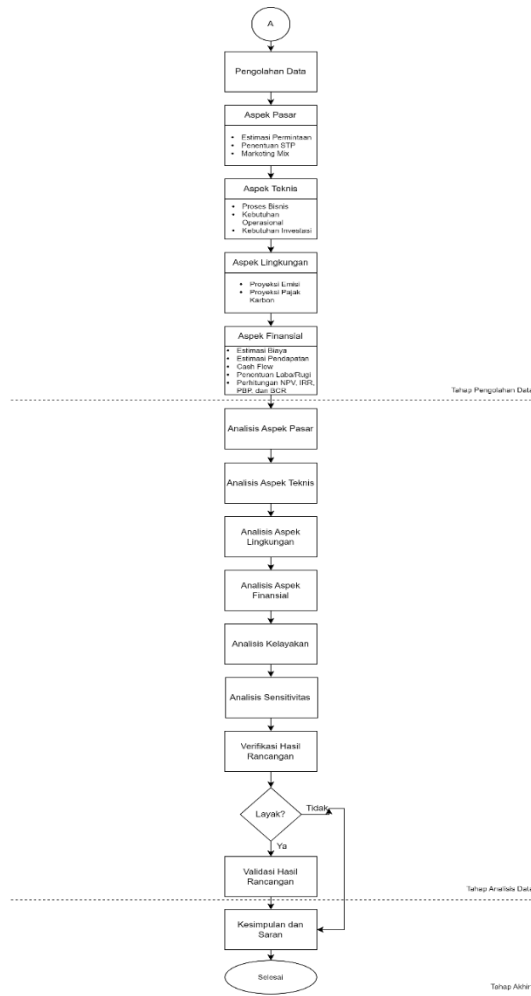 A
Pengolahan Data
Aspek Pasar
• Estimasi Permintaan
• Penentuan STP
• Marketing Mix
Aspek Teknis
• Proses Bisnis
• Kebutuhan
Operasional
• Kebutuhan Investasi
Aspek Lingkungan
• Proyeksi Emisi
• Proyeksi Pajak
Karbon
Aspek Finansial
• Estimasi Biaya
• Estimasi Pendapatan
• Cash Flow
• Penentuan Laba/Rugi
• Perhitungan NPV, IRR,
PBP, dan BCR
Tahap Pengolahan Data
Analisis Aspek Pasar
Analisis Aspek Teknis
Analisis Aspek
Lingkungan
Analisis Aspek
Finansial
Analisis Kelayakan
Analisis Sensitivitas
Verifikasi Hasil
Rancangan
Layak?
Tidak
Ya
Validasi Hasil
Rancangan
Tahap Analisis Data
Kesimpulan dan
Saran
Selesai
Tahap Akhir